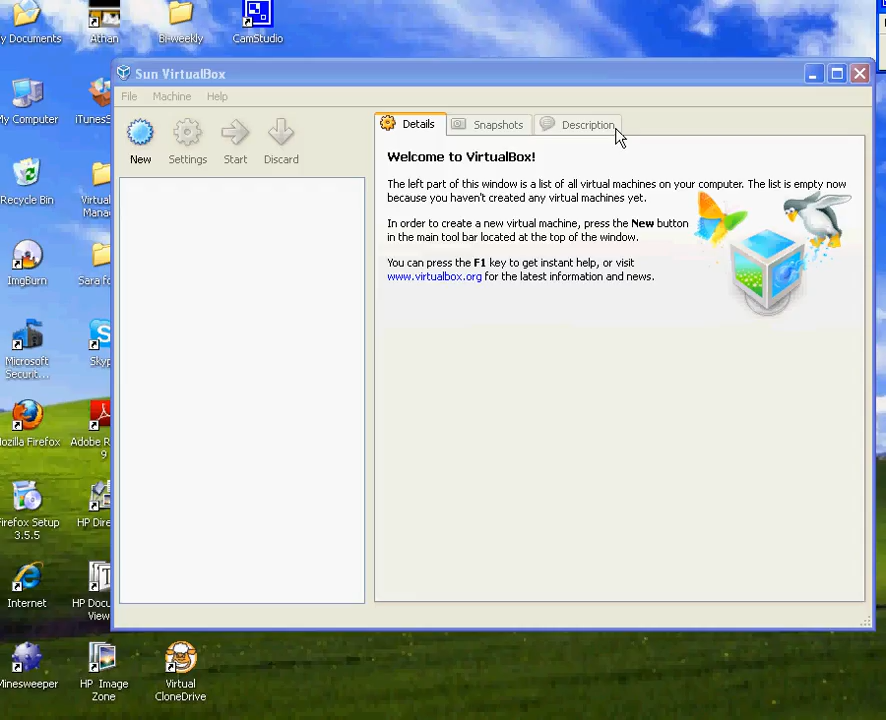 y Documents
Athan
Bi-weekly
CamStudio
Sun VirtualBox
File Machine Help
New
Settings
Start
Discard
Details
Snapshots
Description
Welcome to VirtualBox!
The left part of this window is a list of all virtual machines on your computer. The list is empty now
because you haven't created any virtual machines yet.
In order to create a new virtual machine, press the New button
in the main tool bar located at the top of the window.
You can press the F1 key to get instant help, or visit
www.virtualbox.org for the latest information and news.
My Computer
iTunesS
Recycle Bin
Virtual
Mana
ImgBurn
Sara fo
Microsoft
Securit...
Skyp
Mozilla Firefox
Adobe R
9
Firefox Setup
3.5.5
HP Dire
Internet
HP Docu
View
Minesweeper
HP Image
Zone
Virtual
CloneDrive